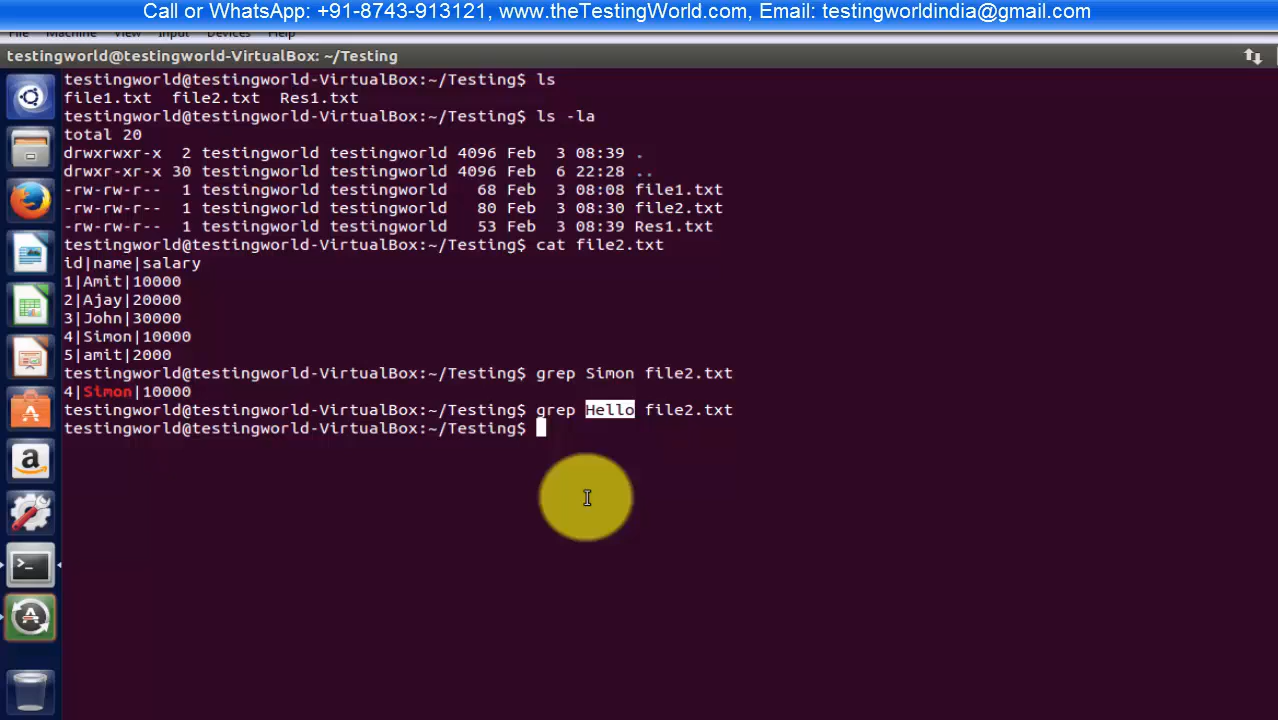 Call or WhatsApp: +91-8743-913121, www.theTestingWorld.com, Email: testingworldindia@gmail.com
File Machine View Input Devices Help
testingworld@testingworld-VirtualBox: ~/Testing
testingworld@testingworld-VirtualBox:~/Testing$ ls
file1.txt  file2.txt  Res1.txt
testingworld@testingworld-VirtualBox:~/Testing$ ls -la
total 20
drwxrwxr-x  2 testingworld testingworld 4096 Feb  3 08:39 .
drwxr-xr-x 30 testingworld testingworld 4096 Feb  6 22:28 ..
-rw-rw-r--  1 testingworld testingworld   68 Feb  3 08:08 file1.txt
-rw-rw-r--  1 testingworld testingworld   80 Feb  3 08:30 file2.txt
-rw-rw-r--  1 testingworld testingworld   53 Feb  3 08:39 Res1.txt
testingworld@testingworld-VirtualBox:~/Testing$ cat file2.txt
id|name|salary
1|Amit|10000
2|Ajay|20000
3|John|30000
4|Simon|10000
5|amit|2000
testingworld@testingworld-VirtualBox:~/Testing$ grep Simon file2.txt
4|Simon|10000
testingworld@testingworld-VirtualBox:~/Testing$ grep Hello file2.txt
testingworld@testingworld-VirtualBox:~/Testing$